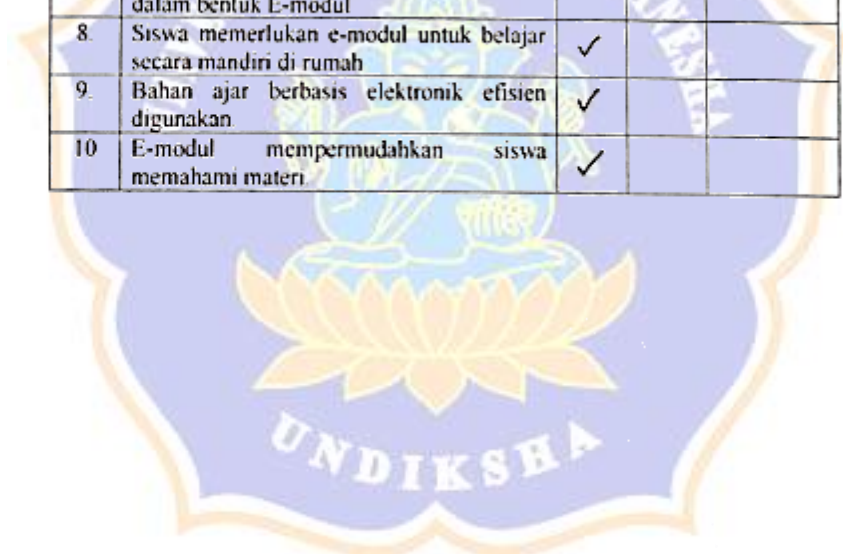 dalam bentuk E-modul
8. Siswa memerlukan e-modul untuk belajar ✓
secara mandiri di rumah
9. Bahan ajar berbasis elektronik efisien ✓
digunakan
10 E-modul mempermudahkan siswa ✓
memahami materi
UNDIKSHA